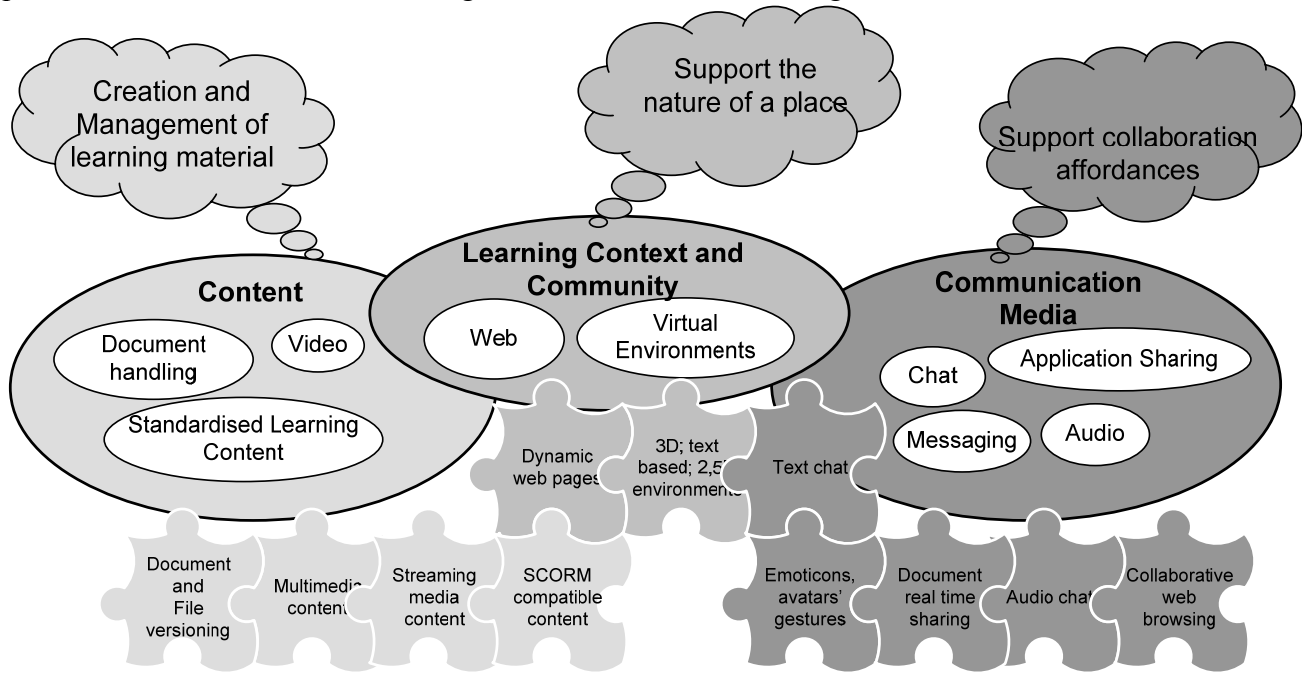 Creation and
Management of
learning material
Support the
nature of a place
Support collaboration
affordances
Content
Document
handling
Video
Standardised Learning
Content
Learning Context and
Community
Web
Virtual
Environments
Communication
Media
Chat
Application Sharing
Messaging
Audio
Dynamic
web pages
3D; text
based; 2,5
environments
Text chat
Document
and
File
versioning
Multimedia
content
Streaming
media
content
SCORM
compatible
content
Emoticons,
avatars'
gestures
Document
real time
sharing
Audio chat
Collaborative
web
browsing